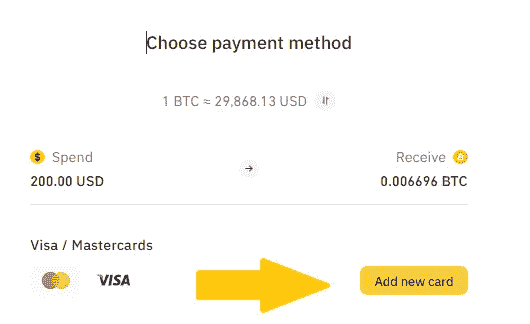 Choose payment method
1 BTC ≈ 29,868.13 USD
$ Spend
Receive
200.00 USD
0.006696 BTC
Visa / Mastercards
VISA
Add new card